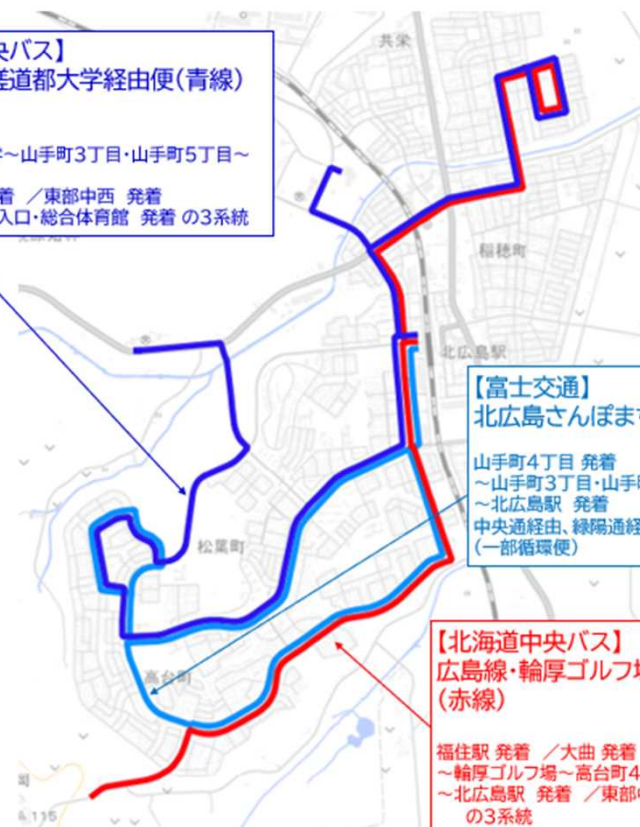 共栄
央バス】
差道都大学経由便(青線)
～山手町3丁目・山手町5丁目～
着 ／東部中西 発着
入口・総合体育館 発着 の3系統
稲穂町
北広島駅
【富士交通】
北広島さんぽまち
山手町4丁目 発着
～山手町3丁目・山手町
～北広島駅 発着
中央通経由、緑陽通経
(一部循環便)
松葉町
高台町
【北海道中央バス】
広島線・輪厚ゴルフ場
(赤線)
福住駅 発着 ／大曲 発着
～輪厚ゴルフ場～高台町4
～北広島駅 発着 ／東部中
の3系統
115